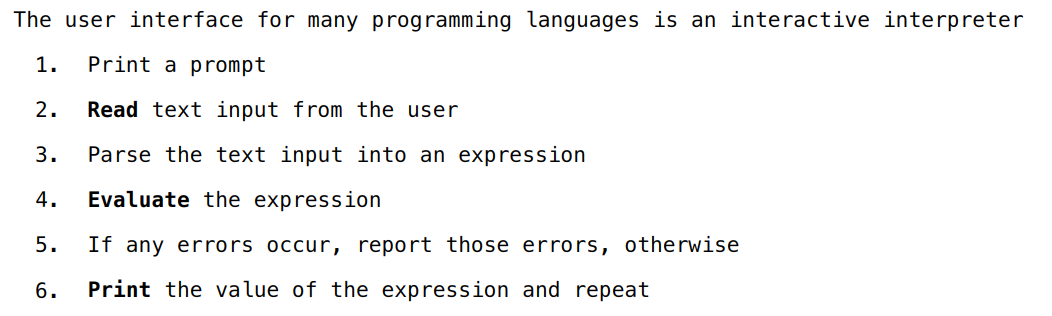 The user interface for many programming languages is an interactive interpreter
1. Print a prompt
2. Read text input from the user
3. Parse the text input into an expression
4. Evaluate the expression
5. If any errors occur, report those errors, otherwise
6. Print the value of the expression and repeat